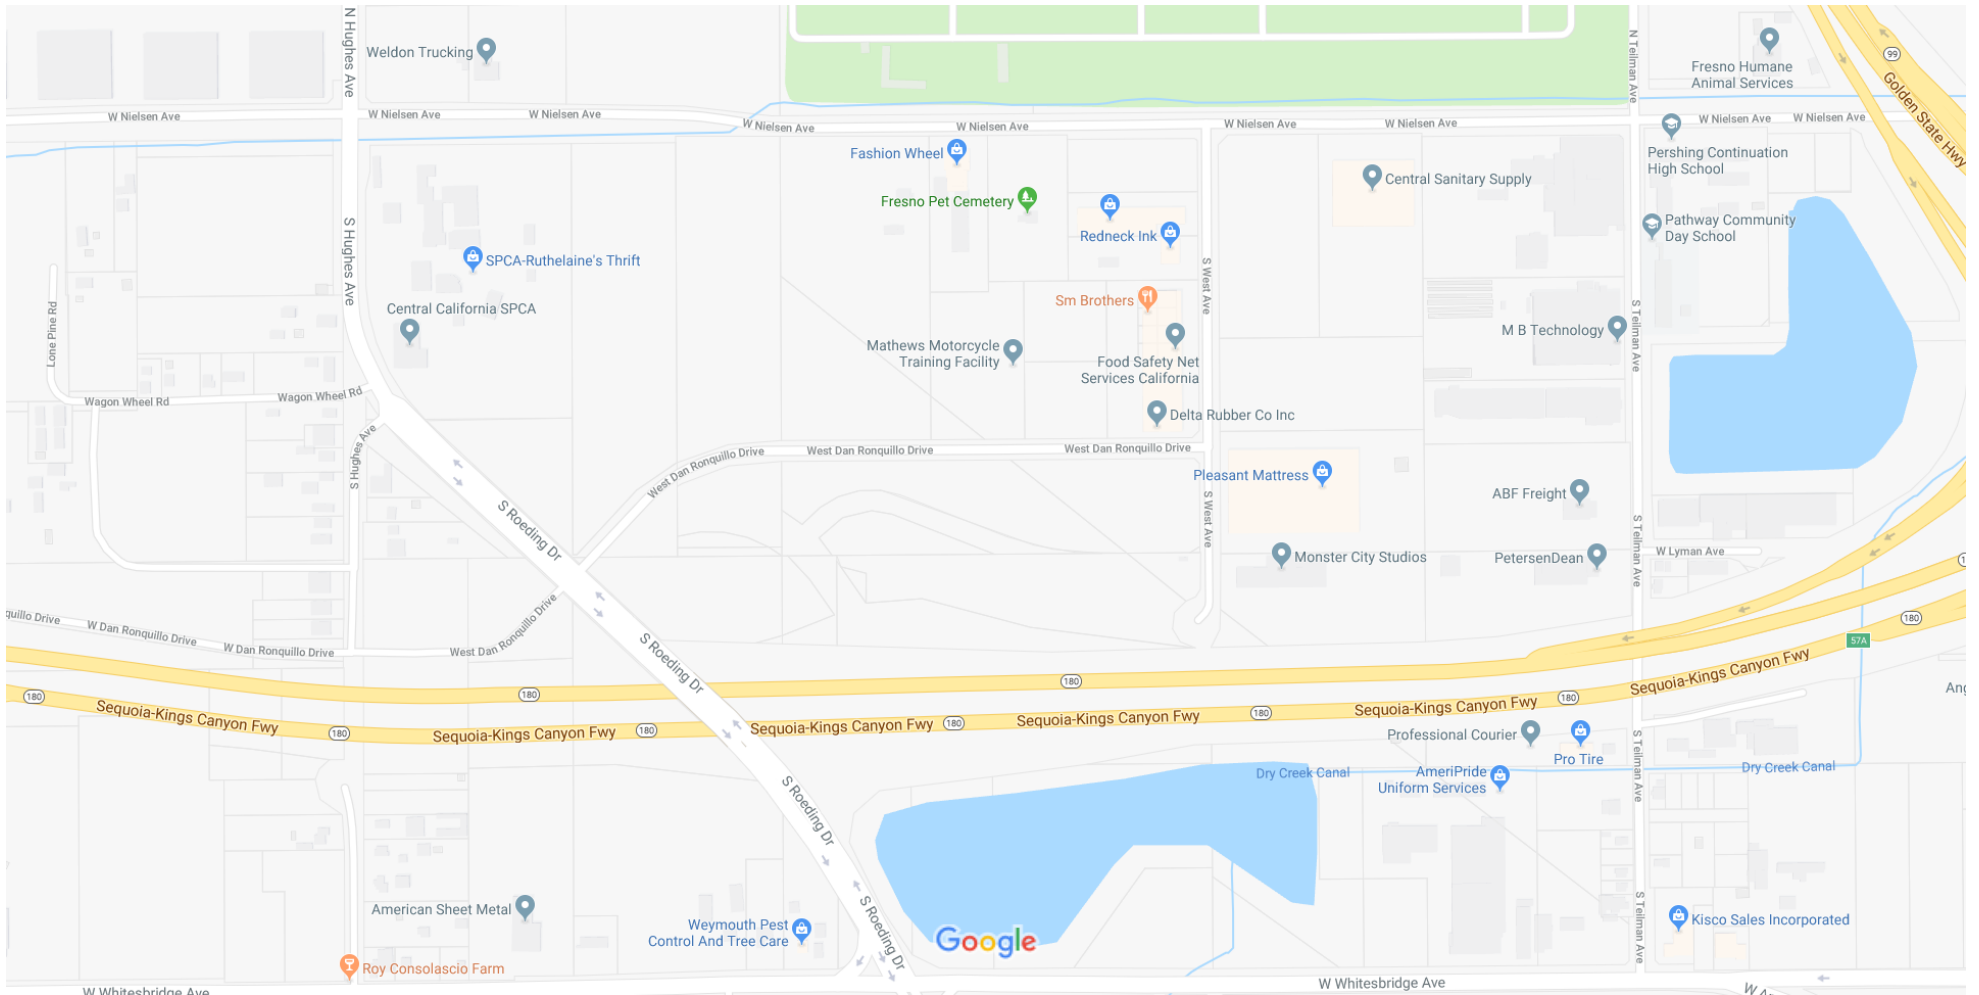 N Hughes Ave
Weldon Trucking
N Teilman Ave
Fresno Humane
Animal Services
99
Golden State Hwy
W Nielsen Ave
W Nielsen Ave
W Nielsen Ave
W Nielsen Ave
W Nielsen Ave
W Nielsen Ave
W Nielsen Ave
W Nielsen Ave
W Nielsen Ave
Fashion Wheel
Pershing Continuation
High School
Central Sanitary Supply
Fresno Pet Cemetery
Redneck Ink
Pathway Community
Day School
S Hughes Ave
SPCA-Ruthelaine's Thrift
Central California SPCA
S West Ave
Sm Brothers
Lone Pine Rd
Mathews Motorcycle
Training Facility
Food Safety Net
Services California
M B Technology
S Teilman Ave
Wagon Wheel Rd
Wagon Wheel Rd
Delta Rubber Co Inc
S Hughes Ave
West Dan Ronquillo Drive
West Dan Ronquillo Drive
West Dan Ronquillo Drive
Pleasant Mattress
ABF Freight
S West Ave
S Roeding Dr
S Teilman Ave
Monster City Studios
PetersenDean
W Lyman Ave
quillo Drive
W Dan Ronquillo Drive
W Dan Ronquillo Drive
West Dan Ronquillo Drive
S Roeding Dr
180
57A
180
180
180
Sequoia-Kings Canyon Fwy
Sequoia-Kings Canyon Fwy
180
Sequoia-Kings Canyon Fwy
180
Sequoia-Kings Canyon Fwy
180
Sequoia-Kings Canyon Fwy
180
Sequoia-Kings Canyon Fwy
180
180
Ang
Professional Courier
Pro Tire
S Teilman Ave
Dry Creek Canal
AmeriPride
Uniform Services
Dry Creek Canal
S Roeding Dr
American Sheet Metal
Weymouth Pest
Control And Tree Care
S Roeding Dr
Google
Kisco Sales Incorporated
S Teilman Ave
Roy Consolascio Farm
W Whitesbridge Ave
W Whitesbridge Ave